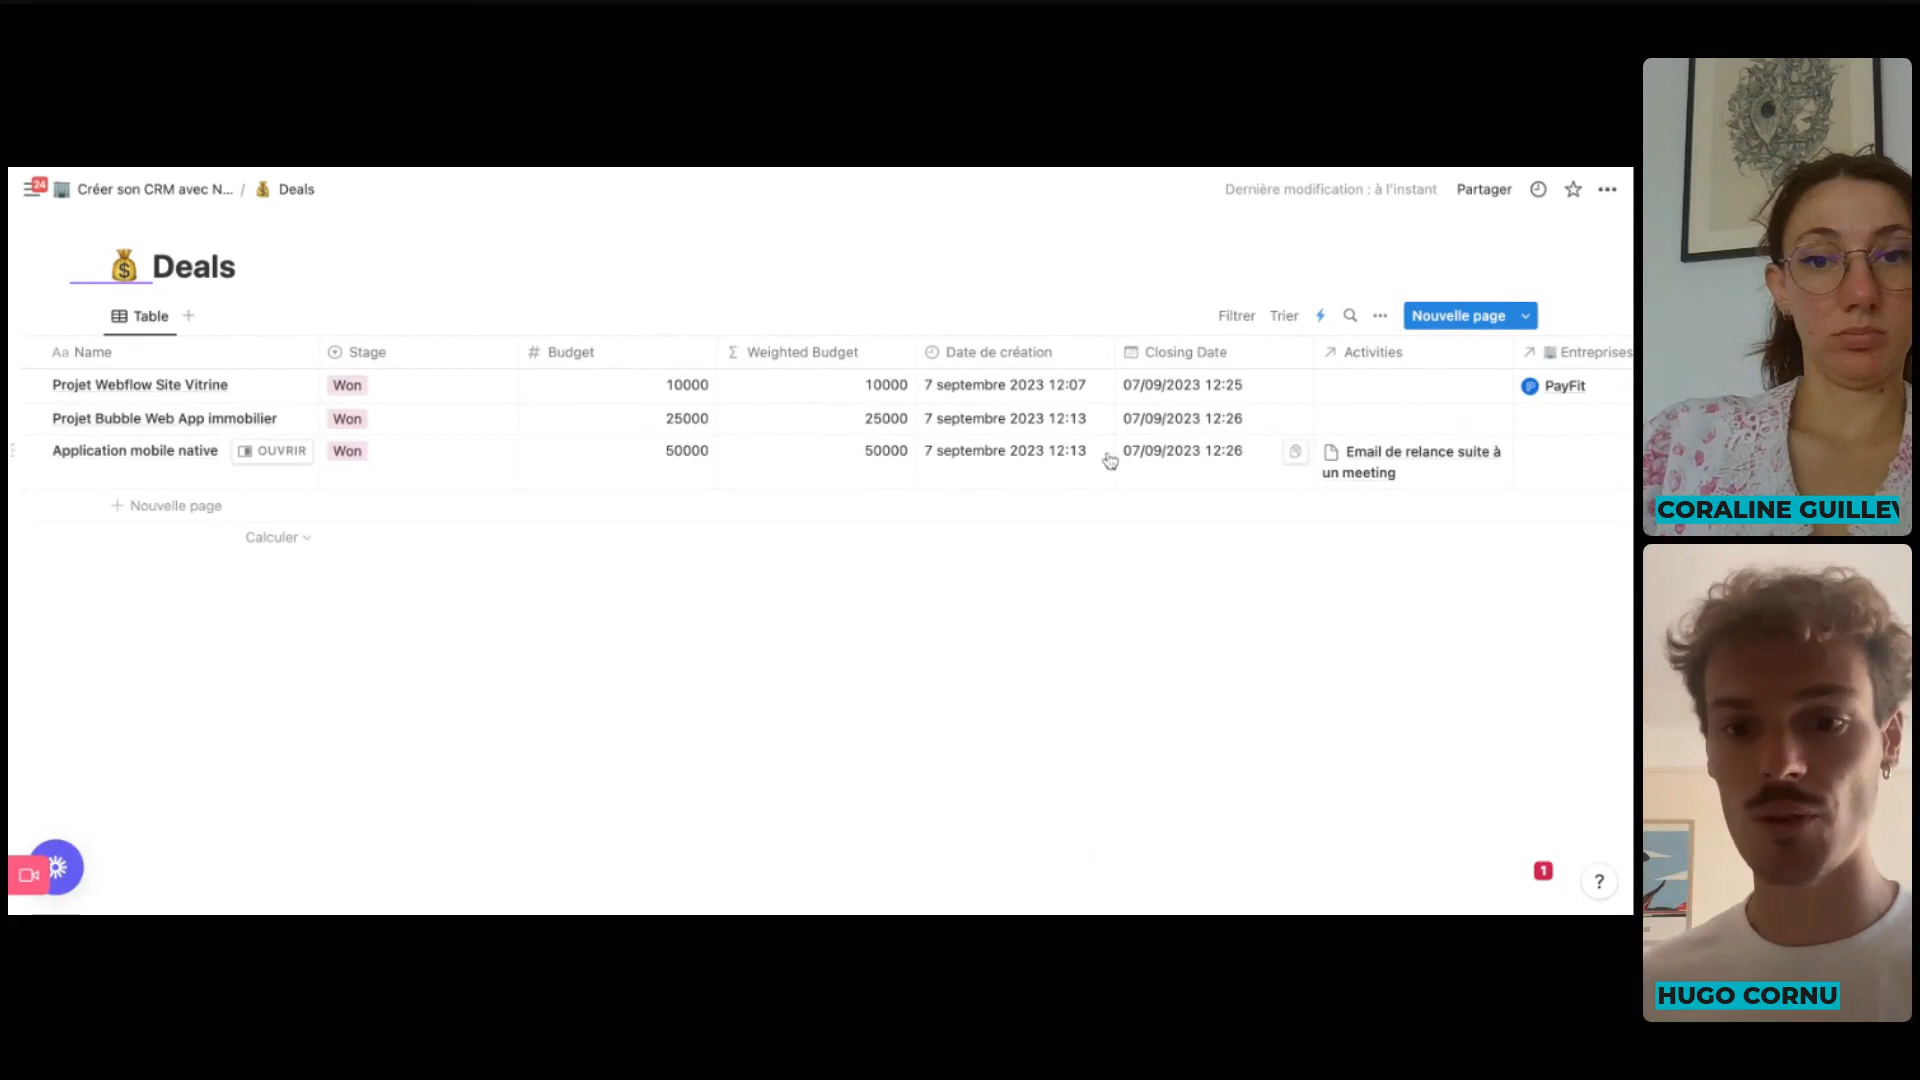 24 Créer son CRM avec N... / Deals
Dernière modification : à l'instant Partager
Deals
Table
Filtrer Trier Nouvelle page
Aa Name Stage # Budget Σ Weighted Budget Date de création Closing Date Activities Entreprises
Projet Webflow Site Vitrine Won 10000 10000 7 septembre 2023 12:07 07/09/2023 12:25 PayFit
Projet Bubble Web App immobilier Won 25000 25000 7 septembre 2023 12:13 07/09/2023 12:26
Application mobile native OUVRIR Won 50000 50000 7 septembre 2023 12:13 07/09/2023 12:26 Email de relance suite à
un meeting
+ Nouvelle page
Calculer
1
?
CORALINE GUILLEV
HUGO CORNU